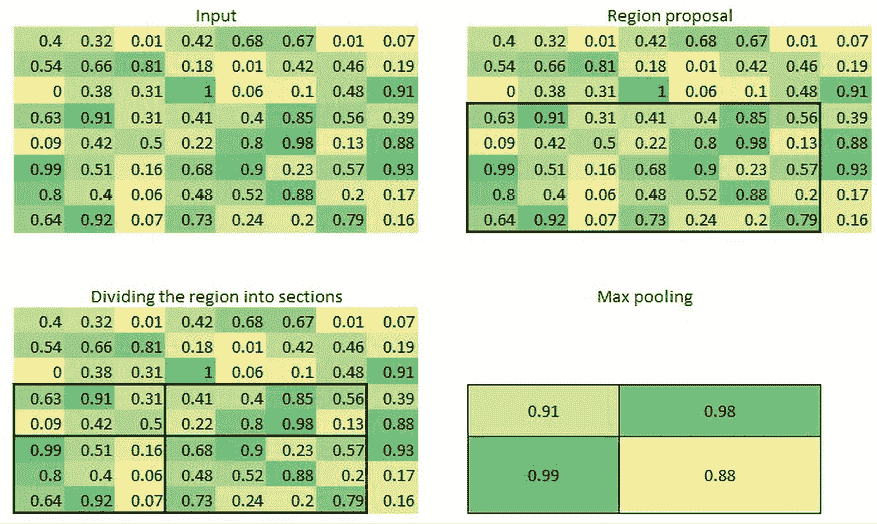 Input
0.4 0.32 0.01 0.42 0.68 0.67 0.01 0.07
0.54 0.66 0.81 0.18 0.01 0.42 0.46 0.19
0 0.38 0.31 1 0.06 0.1 0.48 0.91
0.63 0.91 0.31 0.41 0.4 0.85 0.56 0.39
0.09 0.42 0.5 0.22 0.8 0.98 0.13 0.88
0.99 0.51 0.16 0.68 0.9 0.23 0.57 0.93
0.8 0.4 0.06 0.48 0.52 0.88 0.2 0.17
0.64 0.92 0.07 0.73 0.24 0.2 0.79 0.16
Region proposal
0.4 0.32 0.01 0.42 0.68 0.67 0.01 0.07
0.54 0.66 0.81 0.18 0.01 0.42 0.46 0.19
0 0.38 0.31 1 0.06 0.1 0.48 0.91
0.63 0.91 0.31 0.41 0.4 0.85 0.56 0.39
0.09 0.42 0.5 0.22 0.8 0.98 0.13 0.88
0.99 0.51 0.16 0.68 0.9 0.23 0.57 0.93
0.8 0.4 0.06 0.48 0.52 0.88 0.2 0.17
0.64 0.92 0.07 0.73 0.24 0.2 0.79 0.16
Dividing the region into sections
0.4 0.32 0.01 0.42 0.68 0.67 0.01 0.07
0.54 0.66 0.81 0.18 0.01 0.42 0.46 0.19
0 0.38 0.31 1 0.06 0.1 0.48 0.91
0.63 0.91 0.31 0.41 0.4 0.85 0.56 0.39
0.09 0.42 0.5 0.22 0.8 0.98 0.13 0.88
0.99 0.51 0.16 0.68 0.9 0.23 0.57 0.93
0.8 0.4 0.06 0.48 0.52 0.88 0.2 0.17
0.64 0.92 0.07 0.73 0.24 0.2 0.79 0.16
Max pooling
0.91 0.98
0.99 0.88